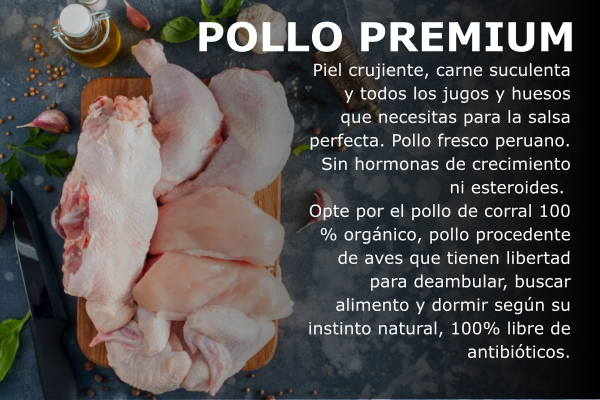 POLLO PREMIUM
Piel crujiente, carne suculenta
y todos los jugos y huesos
que necesitas para la salsa
perfecta. Pollo fresco peruano.
Sin hormonas de crecimiento
ni esteroides.
Opte por el pollo de corral 100
% orgánico, pollo procedente
de aves que tienen libertad
para deambular, buscar
alimento y dormir según su
instinto natural, 100% libre de
antibióticos.